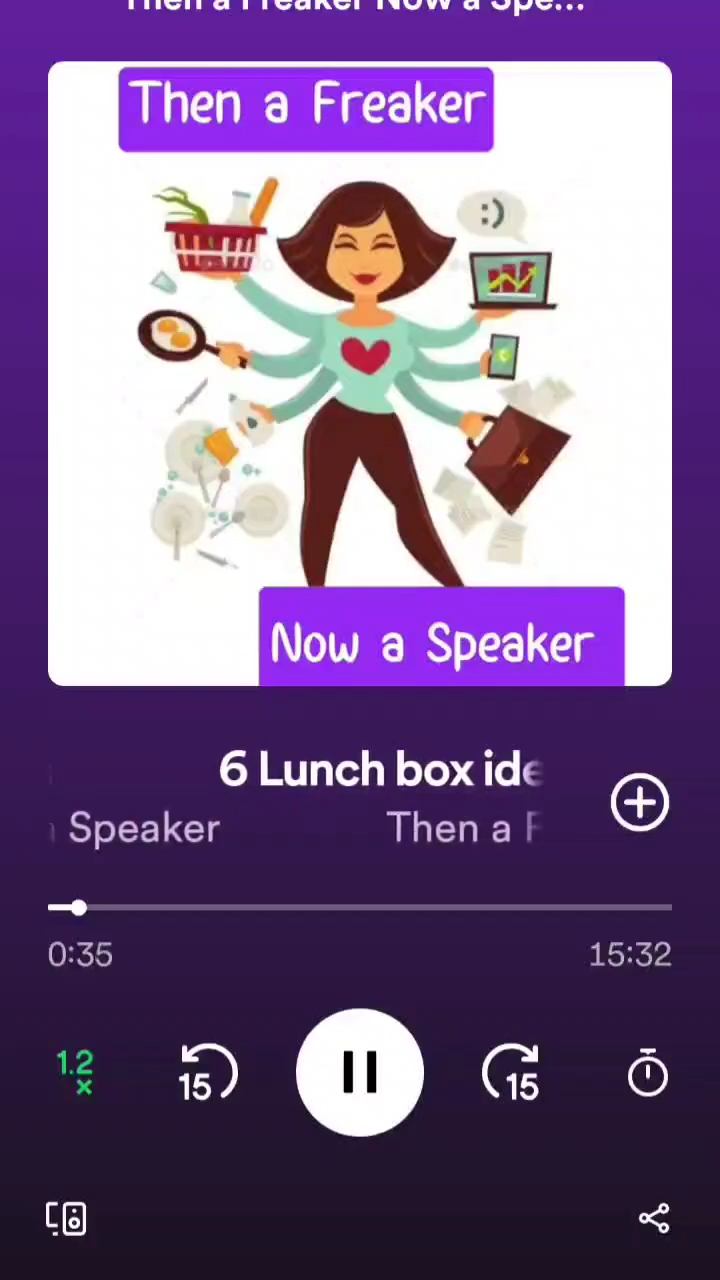 Then a Freaker Now a Spe...
Then a Freaker
:)
Now a Speaker
6 Lunch box ide
Speaker Then a F
0:35 15:32
1.2x 15 15